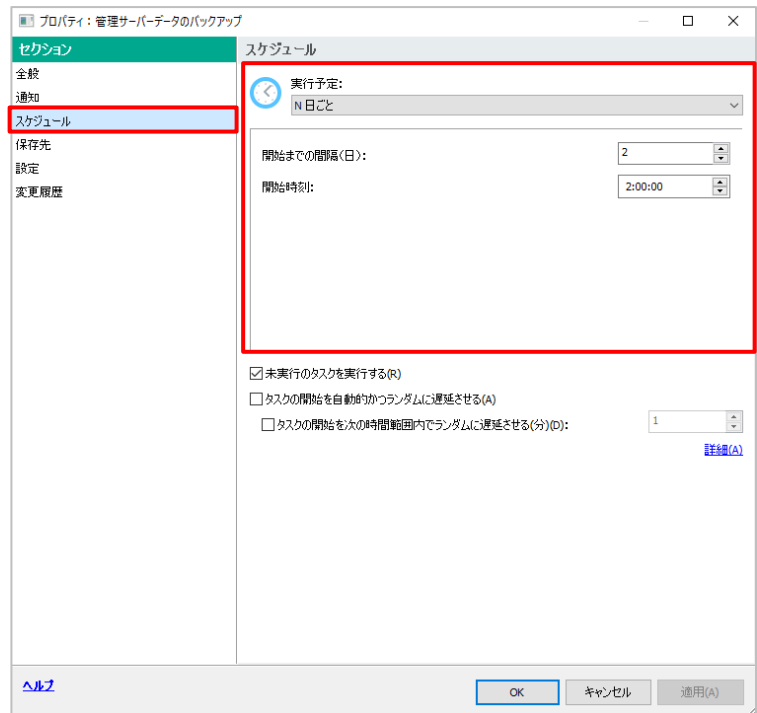 プロパティ：管理サーバーデータのバックアップ
セクション
全般
通知
スケジュール
保存先
設定
変更履歴
スケジュール
実行予定:
N 日ごと
開始までの間隔(日):
2
開始時刻:
2:00:00
未実行のタスクを実行する(R)
タスクの開始を自動的かつランダムに遅延させる(A)
タスクの開始を次の時間範囲内でランダムに遅延させる(分)(D):
1
詳細(A)
ヘルプ
OK
キャンセル
適用(A)